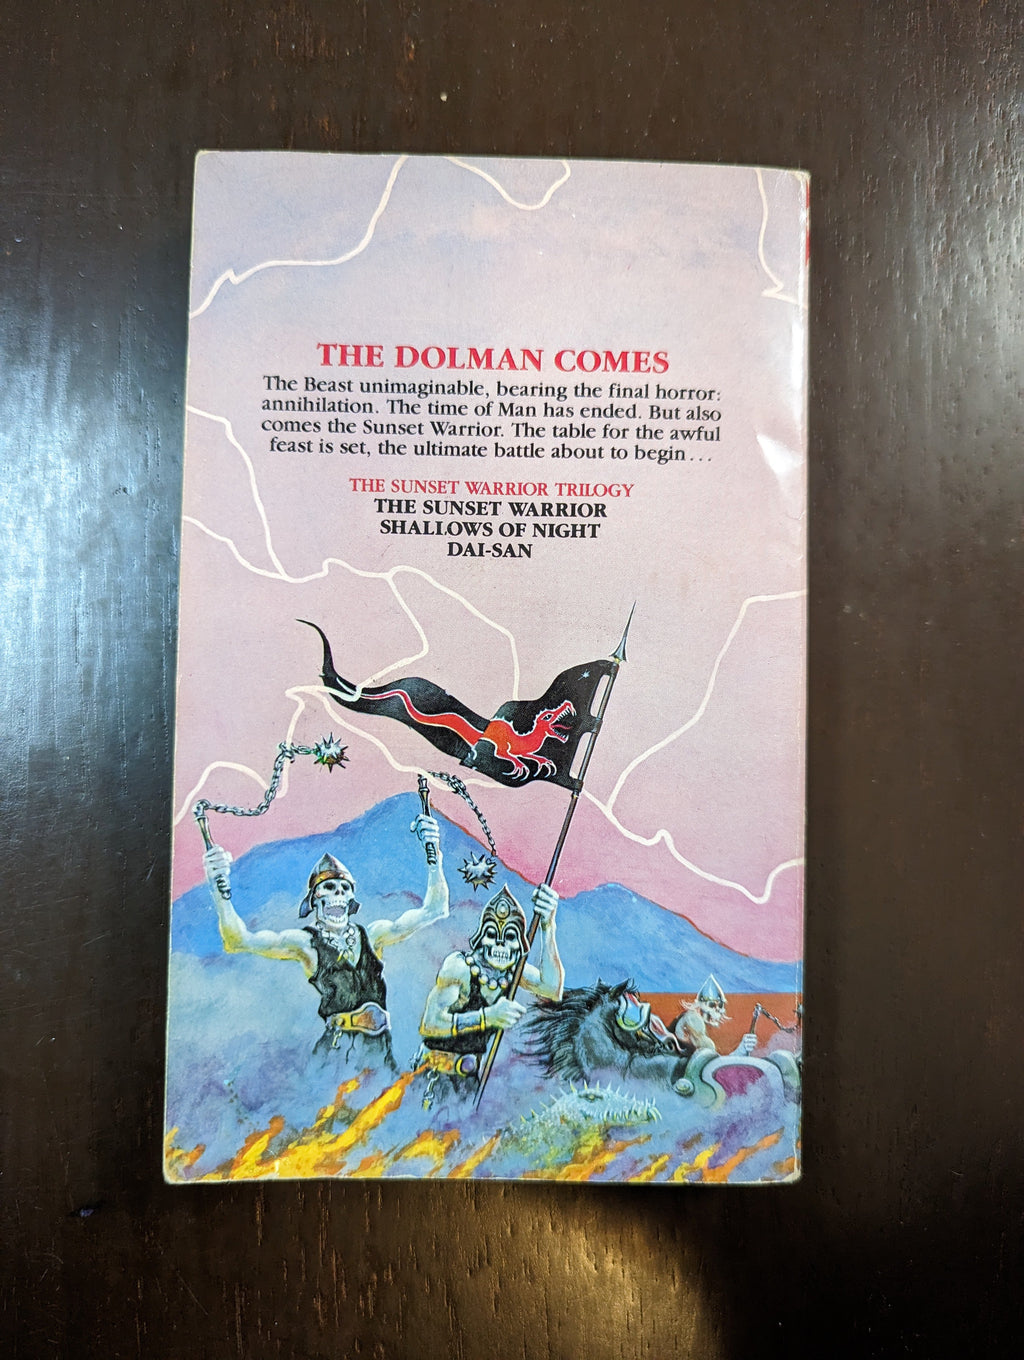 THE DOLMAN COMES
The Beast unimaginable, bearing the final horror:
annihilation. The time of Man has ended. But also
comes the Sunset Warrior. The table for the awful
feast is set, the ultimate battle about to begin...
THE SUNSET WARRIOR TRILOGY
THE SUNSET WARRIOR
SHALLOWS OF NIGHT
DAI-SAN